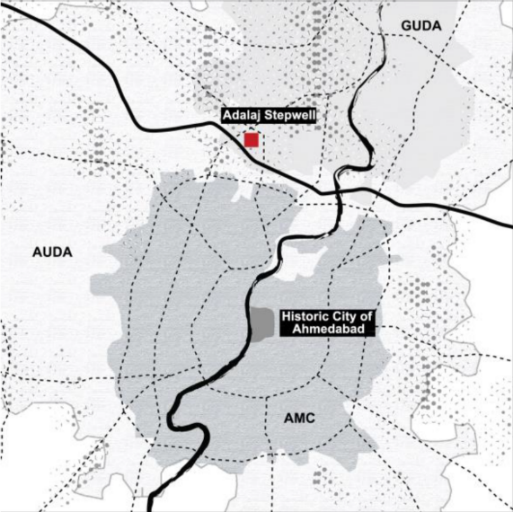 GUDA
Adalaj Stepwell
AUDA
Historic City of
Ahmedabad
AMC